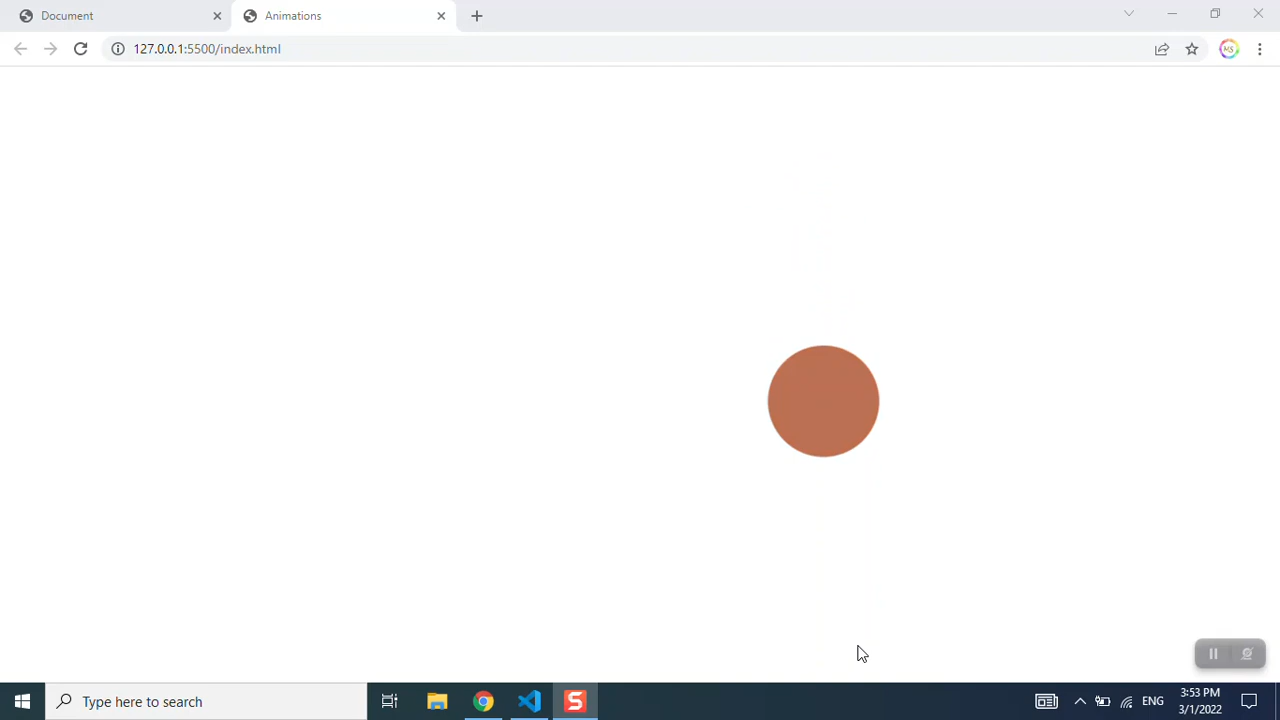 Document
Animations
127.0.0.1:5500/index.html
MS
Type here to search
S
ENG
3:53 PM
3/1/2022